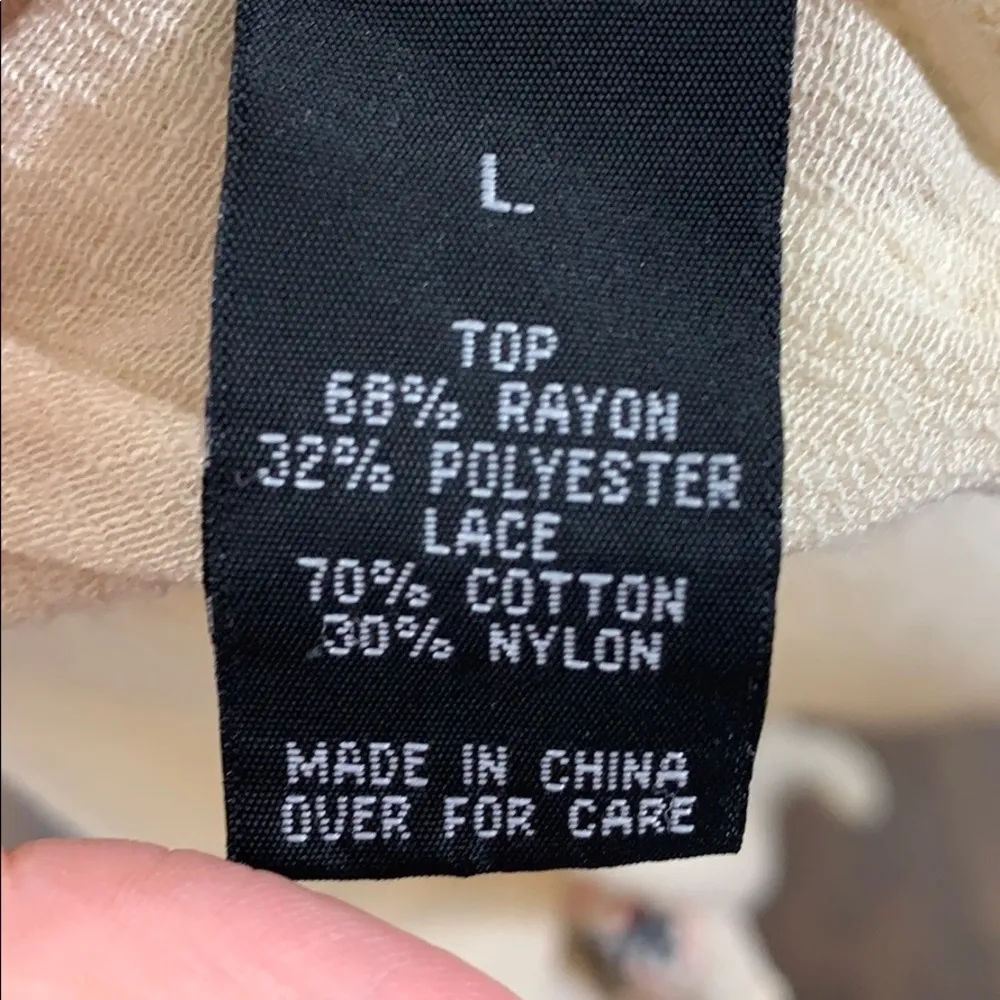 L
TOP
68% RAYON
32% POLYESTER
LACE
70% COTTON
30% NYLON
MADE IN CHINA
OVER FOR CARE